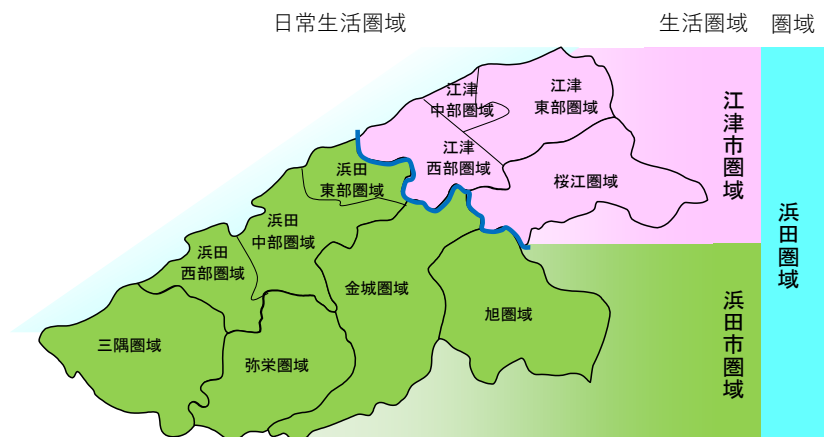 日常生活圏域
生活圏域
圏域
江津
中部圏域
江津
東部圏域
江津
西部圏域
桜江圏域
浜田
東部圏域
浜田
中部圏域
浜田
西部圏域
金城圏域
旭圏域
三隅圏域
弥栄圏域
江津市圏域
浜田市圏域
浜田圏域